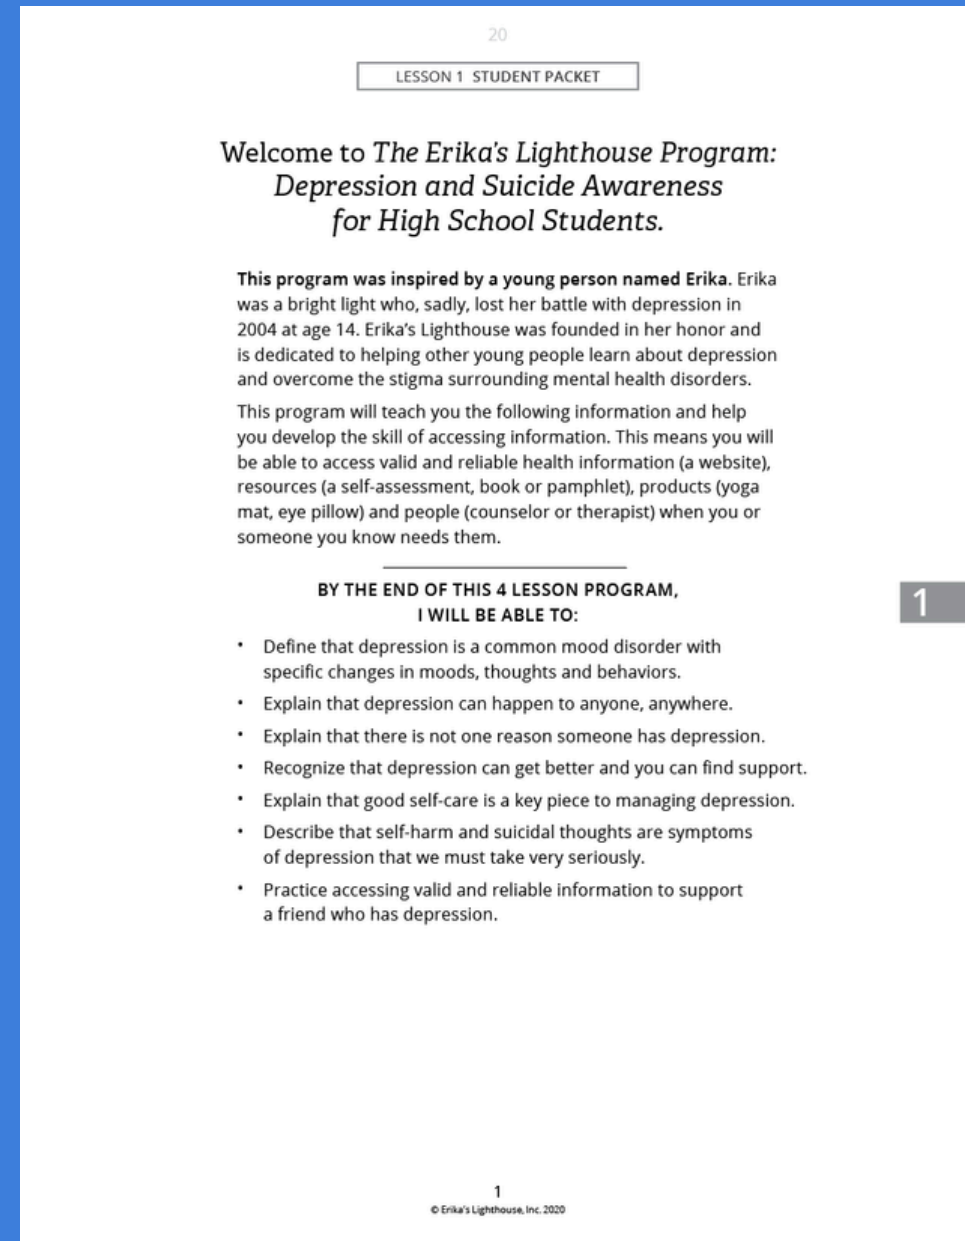 20
LESSON 1 STUDENT PACKET
Welcome to The Erika's Lighthouse Program:
Depression and Suicide Awareness
for High School Students.
This program was inspired by a young person named Erika. Erika
was a bright light who, sadly, lost her battle with depression in
2004 at age 14. Erika's Lighthouse was founded in her honor and
is dedicated to helping other young people learn about depression
and overcome the stigma surrounding mental health disorders.
This program will teach you the following information and help
you develop the skill of accessing information. This means you will
be able to access valid and reliable health information (a website),
resources (a self-assessment, book or pamphlet), products (yoga
mat, eye pillow) and people (counselor or therapist) when you or
someone you know needs them.
BY THE END OF THIS 4 LESSON PROGRAM,
I WILL BE ABLE TO:
1
• Define that depression is a common mood disorder with
specific changes in moods, thoughts and behaviors.
• Explain that depression can happen to anyone, anywhere.
• Explain that there is not one reason someone has depression.
• Recognize that depression can get better and you can find support.
• Explain that good self-care is a key piece to managing depression.
• Describe that self-harm and suicidal thoughts are symptoms
of depression that we must take very seriously.
• Practice accessing valid and reliable information to support
a friend who has depression.
1
© Erika's Lighthouse, Inc. 2020